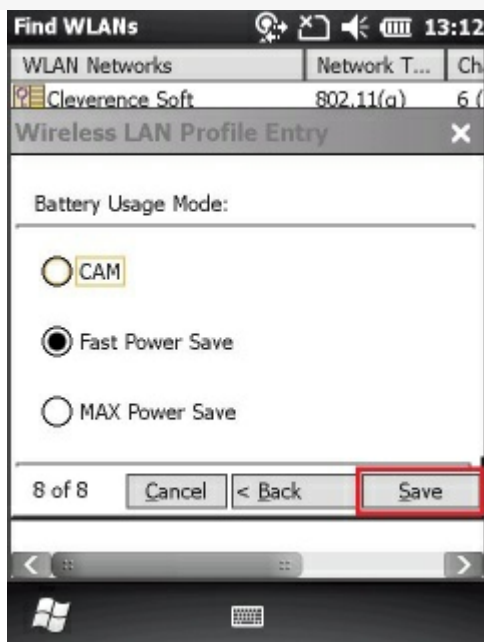 Find WLANs 13:12
WLAN Networks Network T... Ch
Cleverence Soft 802.11(g) 6 (
Wireless LAN Profile Entry
Battery Usage Mode:
CAM
Fast Power Save
MAX Power Save
8 of 8 Cancel < Back Save